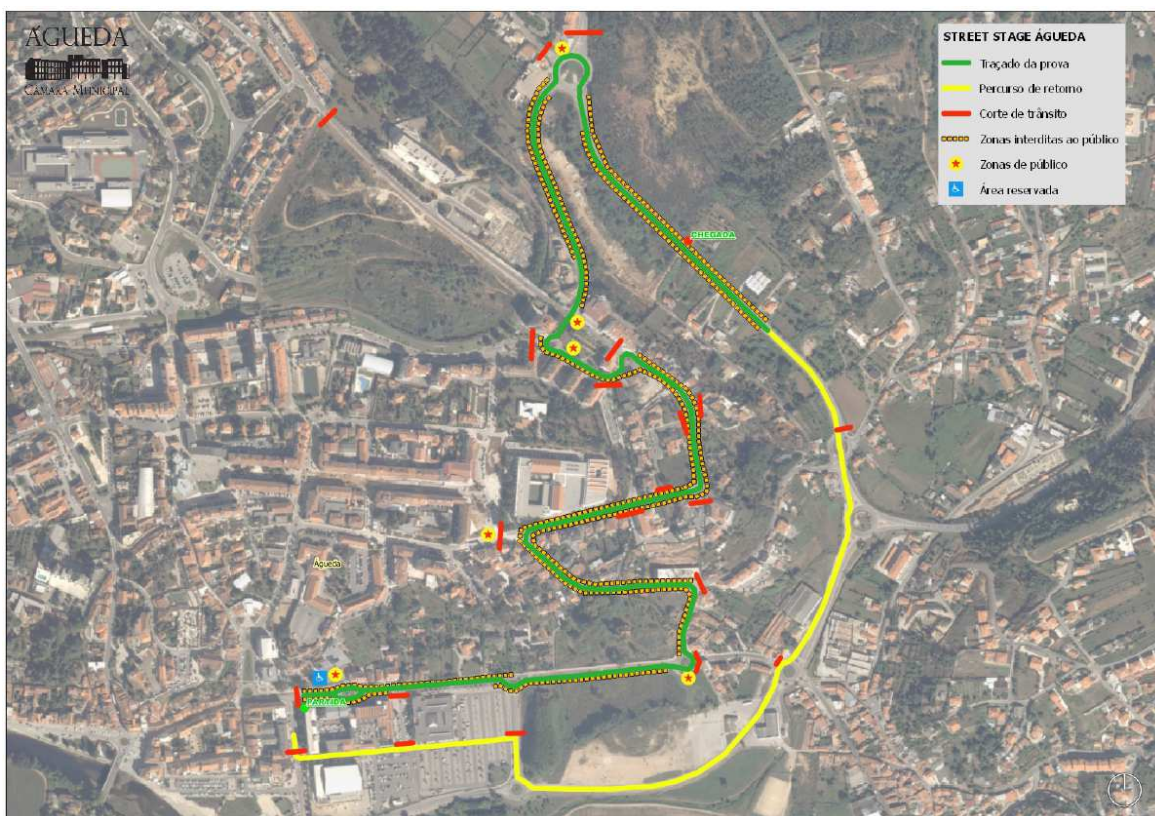 ÁGUEDA
CÂMARA MUNICIPAL
STREET STAGE ÁGUEDA
Traçado da prova
Percurso de retorno
Corte de trânsito
Zonas interditas ao público
Zonas de público
Área reservada
CHEGADA
Águeda
PARTIDA